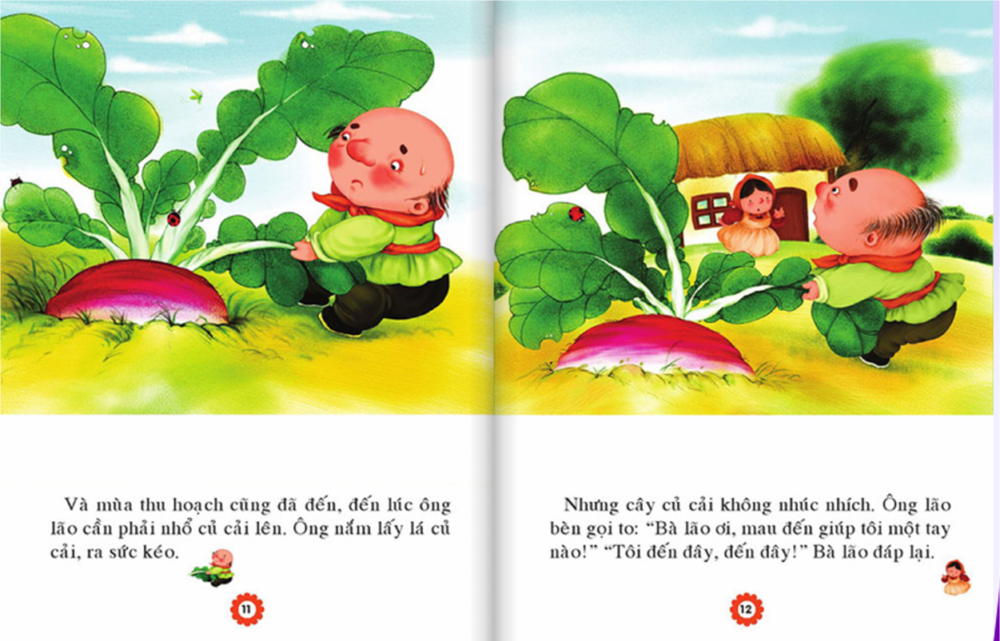 Và mùa thu hoạch cũng đã đến, đến lúc ông
lão cần phải nhổ củ cải lên. Ông nắm lấy lá củ
cải, ra sức kéo.
11
Nhưng cây củ cải không nhúc nhích. Ông lão
bèn gọi to: “Bà lão ơi, mau đến giúp tôi một tay
nào!” “Tôi đến đây, đến đây!” Bà lão đáp lại.
12